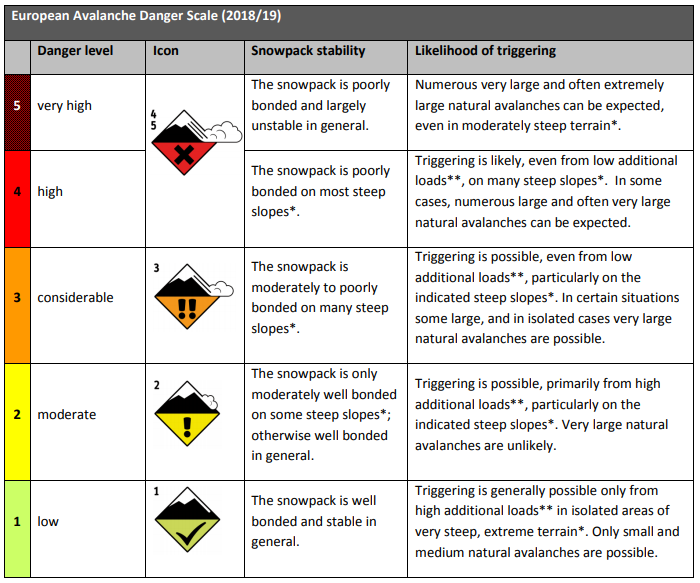 European Avalanche Danger Scale (2018/19)
Danger level
Icon
Snowpack stability
Likelihood of triggering
5
very high
4
5
The snowpack is poorly
bonded and largely
unstable in general.
Numerous very large and often extremely
large natural avalanches can be expected,
even in moderately steep terrain*.
4
high
The snowpack is poorly
bonded on most steep
slopes*.
Triggering is likely, even from low additional
loads**, on many steep slopes*. In some
cases, numerous large and often very large
natural avalanches can be expected.
3
considerable
3
!!
The snowpack is
moderately to poorly
bonded on many steep
slopes*.
Triggering is possible, even from low
additional loads**, particularly on the
indicated steep slopes*. In certain situations
some large, and in isolated cases very large
natural avalanches are possible.
2
moderate
2
!
The snowpack is only
moderately well bonded
on some steep slopes*;
otherwise well bonded
in general.
Triggering is possible, primarily from high
additional loads**, particularly on the
indicated steep slopes*. Very large natural
avalanches are unlikely.
1
low
1
The snowpack is well
bonded and stable in
general.
Triggering is generally possible only from
high additional loads** in isolated areas of
very steep, extreme terrain*. Only small and
medium natural avalanches are possible.